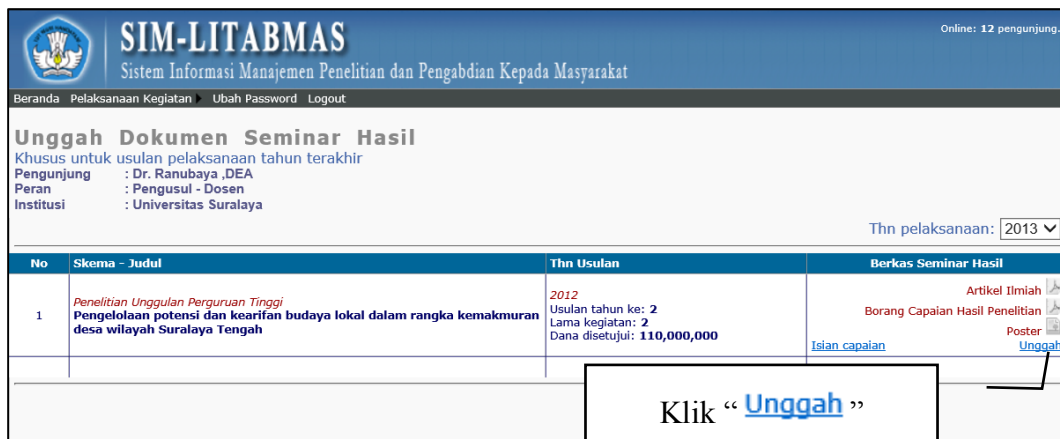 SIM-LITABMAS
Online: 12 pengunjung.
Sistem Informasi Manajemen Penelitian dan Pengabdian Kepada Masyarakat
Beranda Pelaksanaan Kegiatan Ubah Password Logout
Unggah Dokumen Seminar Hasil
Khusus untuk usulan pelaksanaan tahun terakhir
Pengunjung : Dr. Ranubaya ,DEA
Peran : Pengusul - Dosen
Institusi : Universitas Suralaya
Thn pelaksanaan: 2013
No Skema - Judul Thn Usulan Berkas Seminar Hasil
1
Penelitian Unggulan Perguruan Tinggi
Pengelolaan potensi dan kearifan budaya lokal dalam rangka kemakmuran
desa wilayah Suralaya Tengah
2012
Usulan tahun ke: 2
Lama kegiatan: 2
Dana disetujui: 110,000,000
Artikel Ilmiah
Borang Capaian Hasil Penelitian
Poster
Isian capaian Unggah
Klik “ Unggah ”